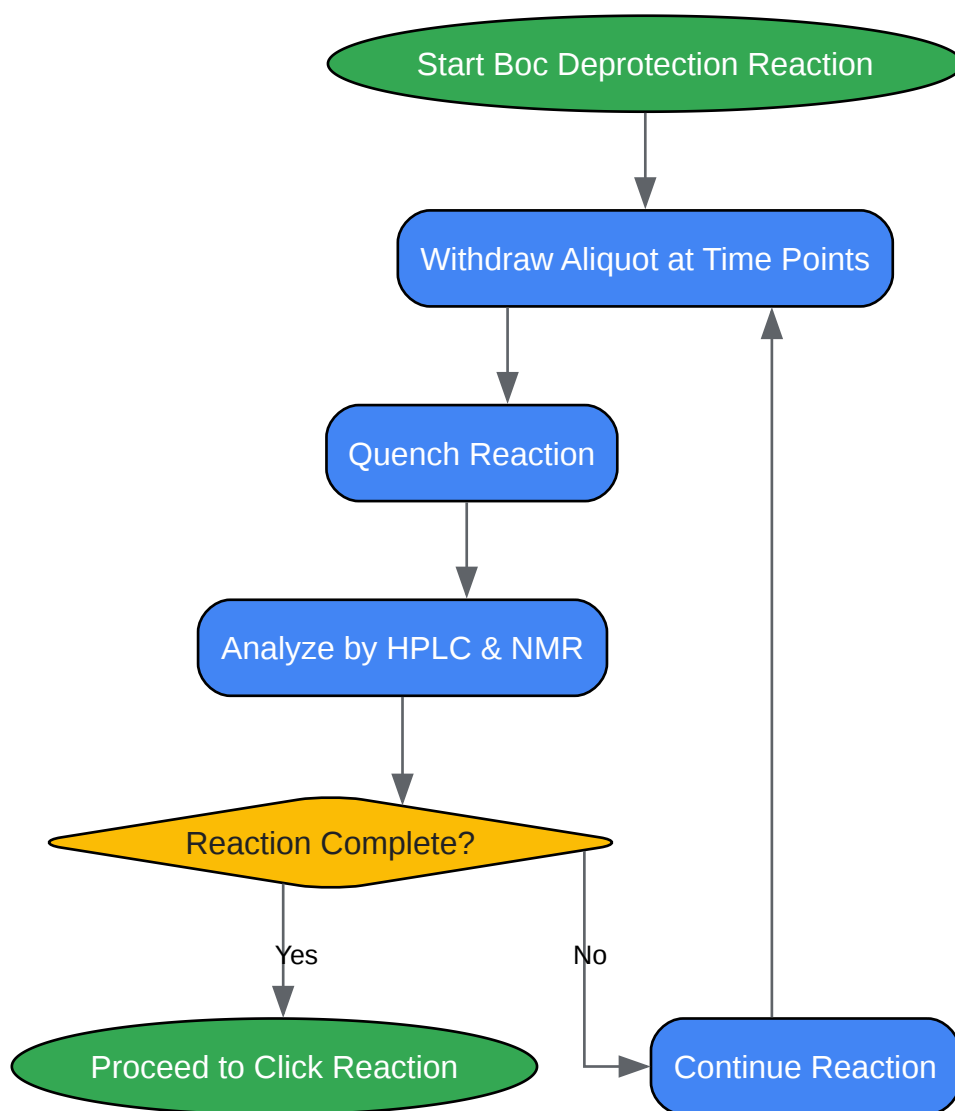 Start Boc Deprotection Reaction
Withdraw Aliquot at Time Points
Quench Reaction
Analyze by HPLC & NMR
Reaction Complete?
Yes
No
Proceed to Click Reaction
Continue Reaction